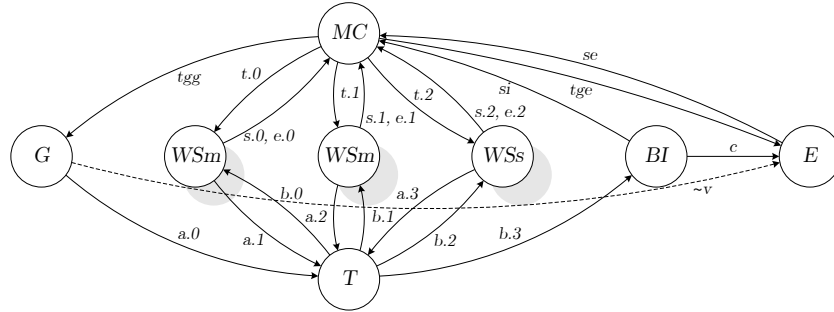 MC
se
tgg
t.0
t.1
t.2
si
tge
s.0, e.0
s.1, e.1
s.2, e.2
G
WSm
WSm
WSs
BI
c
E
b.0
a.3
~v
a.0
a.1
a.2
b.1
b.2
b.3
T